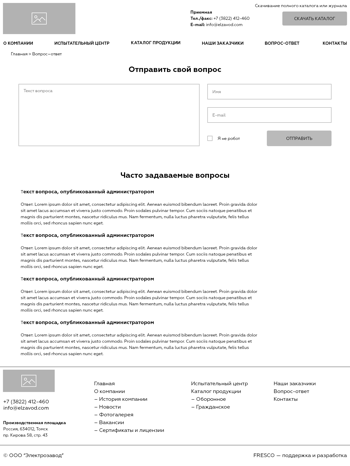 Скачивание полного каталога или журнала
Приемная
Тел./факс: +7 (3822) 412-460
E-mail: info@elzavod.com
СКАЧАТЬ КАТАЛОГ
О КОМПАНИИ
ИСПЫТАТЕЛЬНЫЙ ЦЕНТР
КАТАЛОГ ПРОДУКЦИИ
НАШИ ЗАКАЗЧИКИ
ВОПРОС-ОТВЕТ
КОНТАКТЫ
Главная > Вопрос-ответ
Отправить свой вопрос
Текст вопроса
Имя
E-mail
Я не робот
ОТПРАВИТЬ
Часто задаваемые вопросы
Текст вопроса, опубликованный администратором
Ответ: Lorem ipsum dolor sit amet, consectetur adipiscing elit. Aenean euismod bibendum laoreet. Proin gravida dolor
sit amet lacus accumsan et viverra justo commodo. Proin sodales pulvinar tempor. Cum sociis natoque penatibus et
magnis dis parturient montes, nascetur ridiculus mus. Nam fermentum, nulla luctus pharetra vulputate, felis tellus
mollis orci, sed rhoncus sapien nunc eget.
Текст вопроса, опубликованный администратором
Ответ: Lorem ipsum dolor sit amet, consectetur adipiscing elit. Aenean euismod bibendum laoreet. Proin gravida dolor
sit amet lacus accumsan et viverra justo commodo. Proin sodales pulvinar tempor. Cum sociis natoque penatibus et
magnis dis parturient montes, nascetur ridiculus mus. Nam fermentum, nulla luctus pharetra vulputate, felis tellus
mollis orci, sed rhoncus sapien nunc eget.
Текст вопроса, опубликованный администратором
Ответ: Lorem ipsum dolor sit amet, consectetur adipiscing elit. Aenean euismod bibendum laoreet. Proin gravida dolor
sit amet lacus accumsan et viverra justo commodo. Proin sodales pulvinar tempor. Cum sociis natoque penatibus et
magnis dis parturient montes, nascetur ridiculus mus. Nam fermentum, nulla luctus pharetra vulputate, felis tellus
mollis orci, sed rhoncus sapien nunc eget.
Текст вопроса, опубликованный администратором
Ответ: Lorem ipsum dolor sit amet, consectetur adipiscing elit. Aenean euismod bibendum laoreet. Proin gravida dolor
sit amet lacus accumsan et viverra justo commodo. Proin sodales pulvinar tempor. Cum sociis natoque penatibus et
magnis dis parturient montes, nascetur ridiculus mus. Nam fermentum, nulla luctus pharetra vulputate, felis tellus
mollis orci, sed rhoncus sapien nunc eget.
+7 (3822) 412-460
info@elzavod.com
Производственная площадка
Россия, 634012, Томск
пр. Кирова 58, стр. 43
Главная
О компании
– История компании
– Новости
– Фотогалерея
– Вакансии
– Сертификаты и лицензии
Испытательный центр
Каталог продукции
– Оборонное
– Гражданское
Наши заказчики
Вопрос-ответ
Контакты
© ООО "Электрозавод"
FRESCO — поддержка и разработка